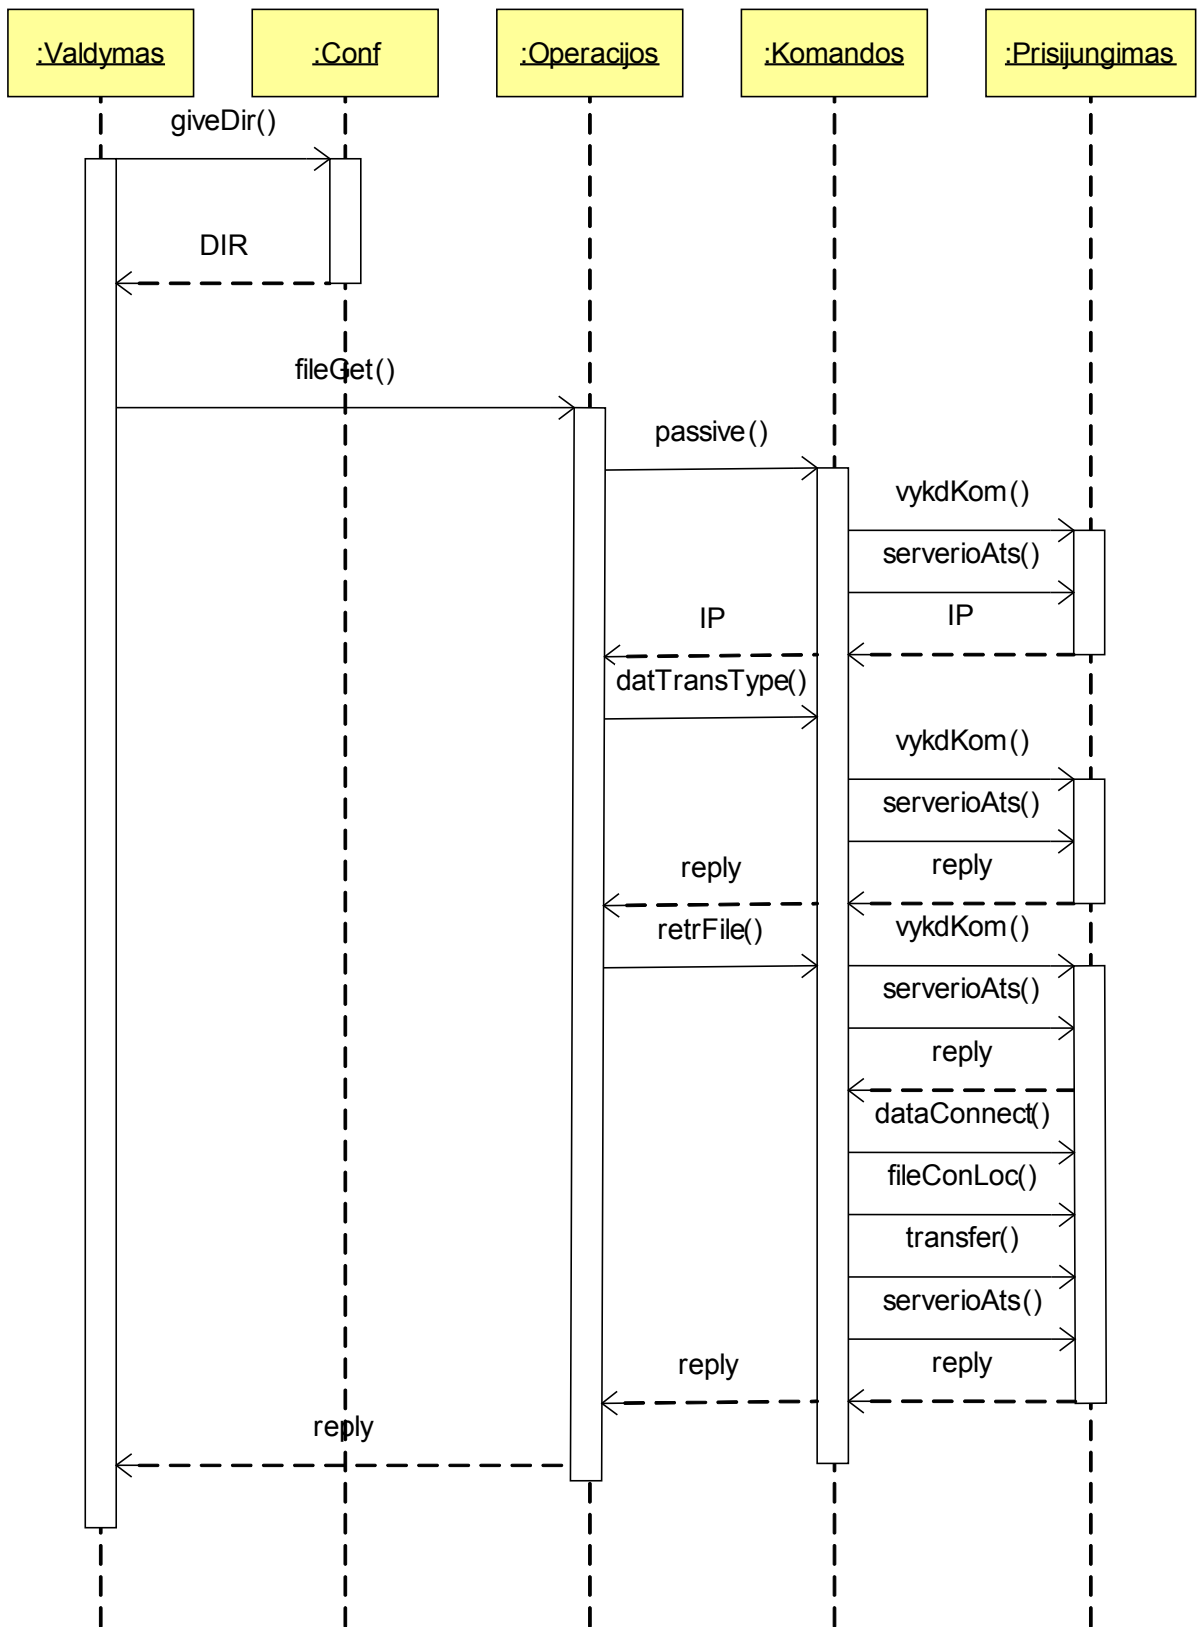 :Valdymas
:Conf
:Operacijos
:Komandos
:Prisijungimas
giveDir()
DIR
fileGet()
passive()
vykdKom()
serverioAts()
IP
IP
datTransType()
vykdKom()
serverioAts()
reply
reply
retrFile()
vykdKom()
serverioAts()
reply
dataConnect()
fileConLoc()
transfer()
serverioAts()
reply
reply
reply